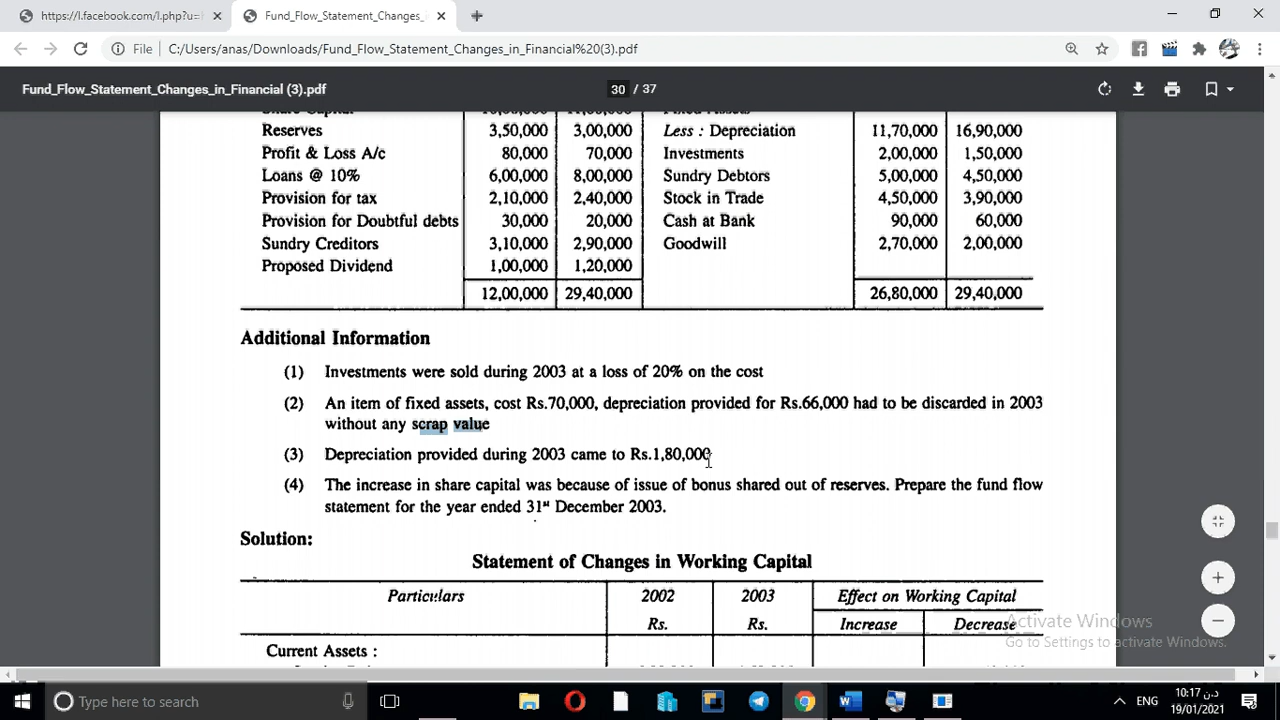 https://l.facebook.com/l.php?u=
Fund_Flow_Statement_Changes_
File
C:/Users/anas/Downloads/Fund_Flow_Statement_Changes_in_Financial%20(3).pdf
Fund_Flow_Statement_Changes_in_Financial (3).pdf
30 / 37
Reserves 3,50,000 3,00,000 Less : Depreciation 11,70,000 16,90,000
Profit & Loss A/c 80,000 70,000 Investments 2,00,000 1,50,000
Loans @ 10% 6,00,000 8,00,000 Sundry Debtors 5,00,000 4,50,000
Provision for tax 2,10,000 2,40,000 Stock in Trade 4,50,000 3,90,000
Provision for Doubtful debts 30,000 20,000 Cash at Bank 90,000 60,000
Sundry Creditors 3,10,000 2,90,000 Goodwill 2,70,000 2,00,000
Proposed Dividend 1,00,000 1,20,000
12,00,000 29,40,000 26,80,000 29,40,000
Additional Information
(1) Investments were sold during 2003 at a loss of 20% on the cost
(2) An item of fixed assets, cost Rs.70,000, depreciation provided for Rs.66,000 had to be discarded in 2003
without any scrap value
(3) Depreciation provided during 2003 came to Rs.1,80,000
(4) The increase in share capital was because of issue of bonus shared out of reserves. Prepare the fund flow
statement for the year ended 31st December 2003.
Solution:
Statement of Changes in Working Capital
Particulars 2002 2003 Effect on Working Capital
Rs. Rs. Increase Decrease
Current Assets :
Activate Windows
Go to Settings to activate Windows.
Type here to search
ENG
10:17 د.ن
19/01/2021